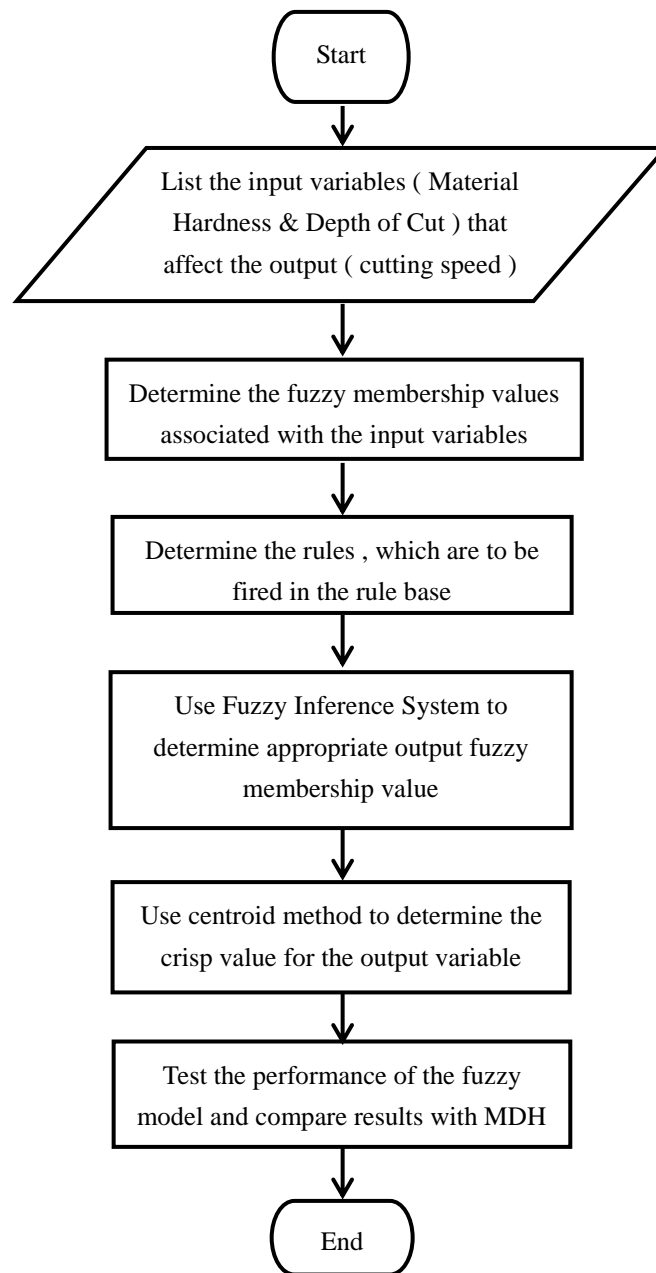 Start
List the input variables ( Material
Hardness & Depth of Cut ) that
affect the output ( cutting speed )
Determine the fuzzy membership values
associated with the input variables
Determine the rules , which are to be
fired in the rule base
Use Fuzzy Inference System to
determine appropriate output fuzzy
membership value
Use centroid method to determine the
crisp value for the output variable
Test the performance of the fuzzy
model and compare results with MDH
End